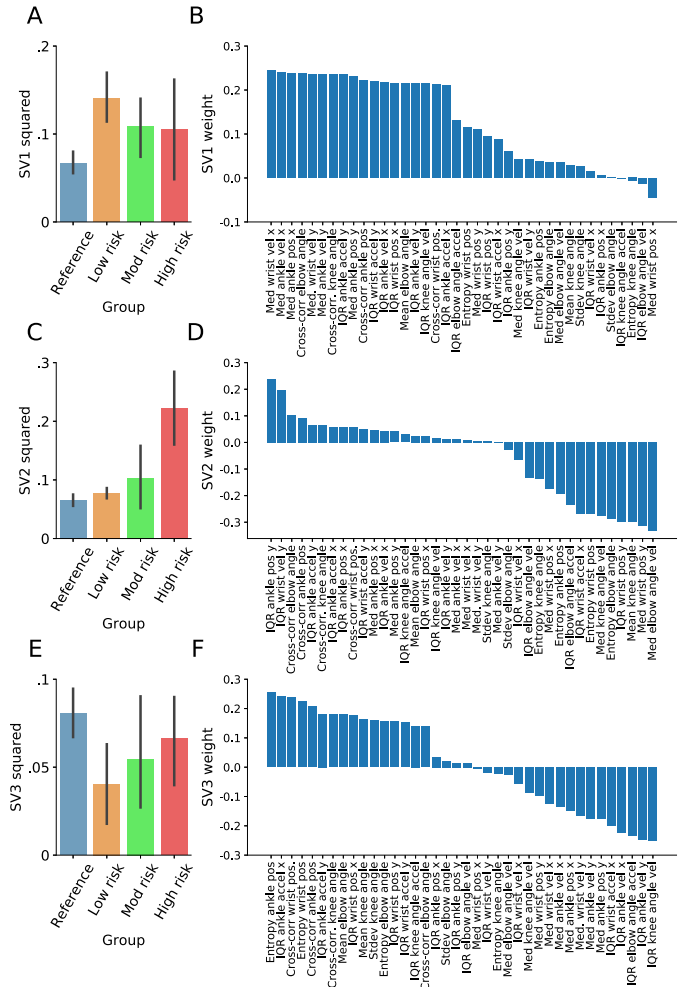 A
.2
.1
0
SV1 squared
Reference
Low risk
Mod risk
High risk
Group
B
0.3
0.2
0.1
0.0
-0.1
SV1 weight
Med wrist vel x
Med ankle vel x
Med ankle pos x
Cross-corr elbow angle
Med. wrist vel y
Med ankle vel y
Cross-corr. knee angle
IQR ankle accel y
Med ankle pos y
Cross-corr ankle pos
IQR wrist accel y
IQR ankle vel x
IQR wrist pos x
Mean elbow angle
IQR ankle vel y
IQR knee angle vel
Cross-corr wrist pos.
IQR ankle accel x
IQR elbow angle accel
Entropy wrist pos
Med wrist pos y
IQR wrist pos y
IQR wrist accel x
IQR ankle pos y
Med knee angle vel
IQR wrist vel y
Entropy ankle pos
Entropy elbow angle
Med elbow angle vel
Mean knee angle
Stdev knee angle
IQR wrist vel x
IQR ankle pos x
Stdev elbow angle
IQR knee angle accel
Entropy knee angle
IQR elbow angle vel
Med wrist pos x
C
.3
.2
.1
0
SV2 squared
Reference
Low risk
Mod risk
High risk
Group
D
0.3
0.2
0.1
0.0
-0.1
-0.2
-0.3
SV2 weight
IQR ankle pos y
IQR wrist vel y
Cross-corr elbow angle
Cross-corr ankle pos
IQR ankle accel y
Cross-corr. knee angle
IQR ankle accel x
IQR ankle pos x
Cross-corr wrist pos.
IQR wrist accel y
Med ankle pos x
IQR ankle vel x
Med ankle pos y
IQR knee angle accel
Mean elbow angle
IQR wrist pos x
IQR knee angle vel
IQR ankle vel y
Med ankle vel x
Med wrist vel x
Med. wrist vel y
Stdev knee angle
Med ankle vel y
Stdev elbow angle
IQR wrist vel x
IQR elbow angle vel
Entropy knee angle
Med wrist pos x
Entropy ankle pos
IQR elbow angle accel
IQR wrist accel x
Entropy wrist pos
Med knee angle vel
Entropy elbow angle
IQR wrist pos y
Mean knee angle
Med wrist pos y
Med elbow angle vel
E
.1
.05
0
SV3 squared
Reference
Low risk
Mod risk
High risk
Group
F
0.3
0.2
0.1
0.0
-0.1
-0.2
-0.3
SV3 weight
Entropy ankle pos
IQR ankle accel x
Cross-corr wrist pos.
Entropy wrist pos
Cross-corr ankle pos
IQR ankle accel y
Cross-corr. knee angle
Mean elbow angle
IQR wrist pos x
Mean knee angle
Stdev knee angle
Entropy elbow angle
IQR wrist pos y
IQR wrist accel y
IQR knee angle accel
Cross-corr elbow angle
Stdev elbow angle
IQR ankle pos y
IQR elbow angle vel
Med wrist pos x
IQR wrist vel y
Entropy knee angle
Med elbow angle vel
IQR wrist vel x
Med knee angle vel
Med wrist pos y
Med wrist vel x
Med ankle vel y
Med ankle pos x
Med ankle vel x
Med. wrist vel y
IQR ankle vel y
Med ankle pos y
IQR wrist accel x
IQR ankle vel x
IQR elbow angle accel
IQR ankle pos x
IQR knee angle vel